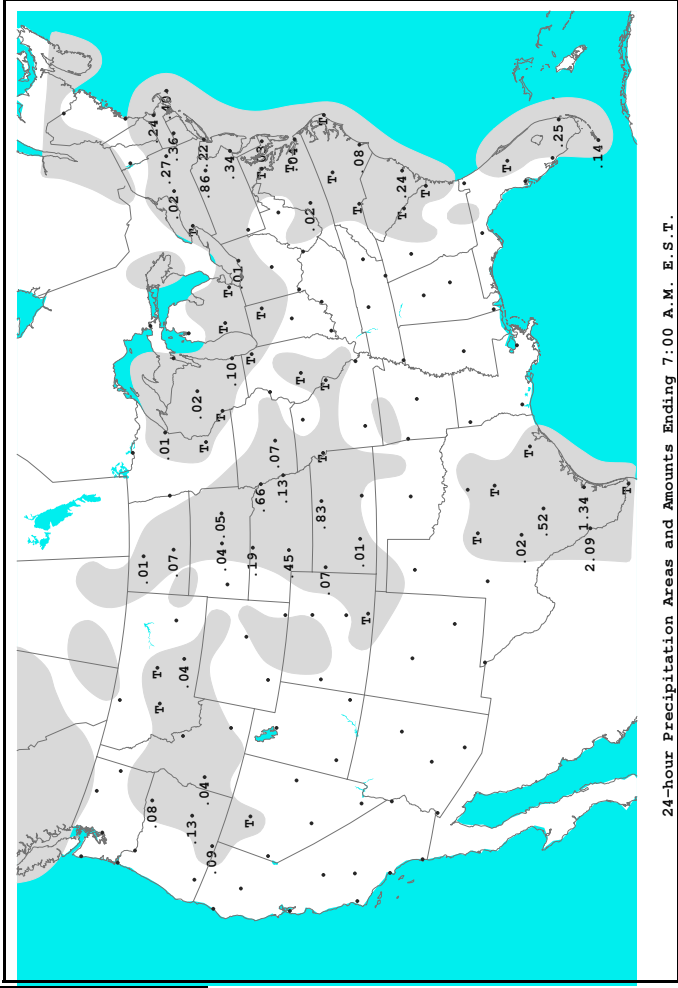 .01
.08
.24
T
T
.01
.27
.40
.36
.02
.07
.04
.13
T
.02
.22
.04
T
.86
.09
.04 .05
T
T
T
.34
.10
.01
T
T
.19
.66
T
T .03
.07
.13
.45
T .04
T
.02
.83
T
T
T
.07
T
T
.08
.01
T
.24
T
T
T
T
T
.02
T
.52
.25
2.09 1.34
.14
T
24-hour Precipitation Areas and Amounts Ending 7:00 A.M. E.S.T.